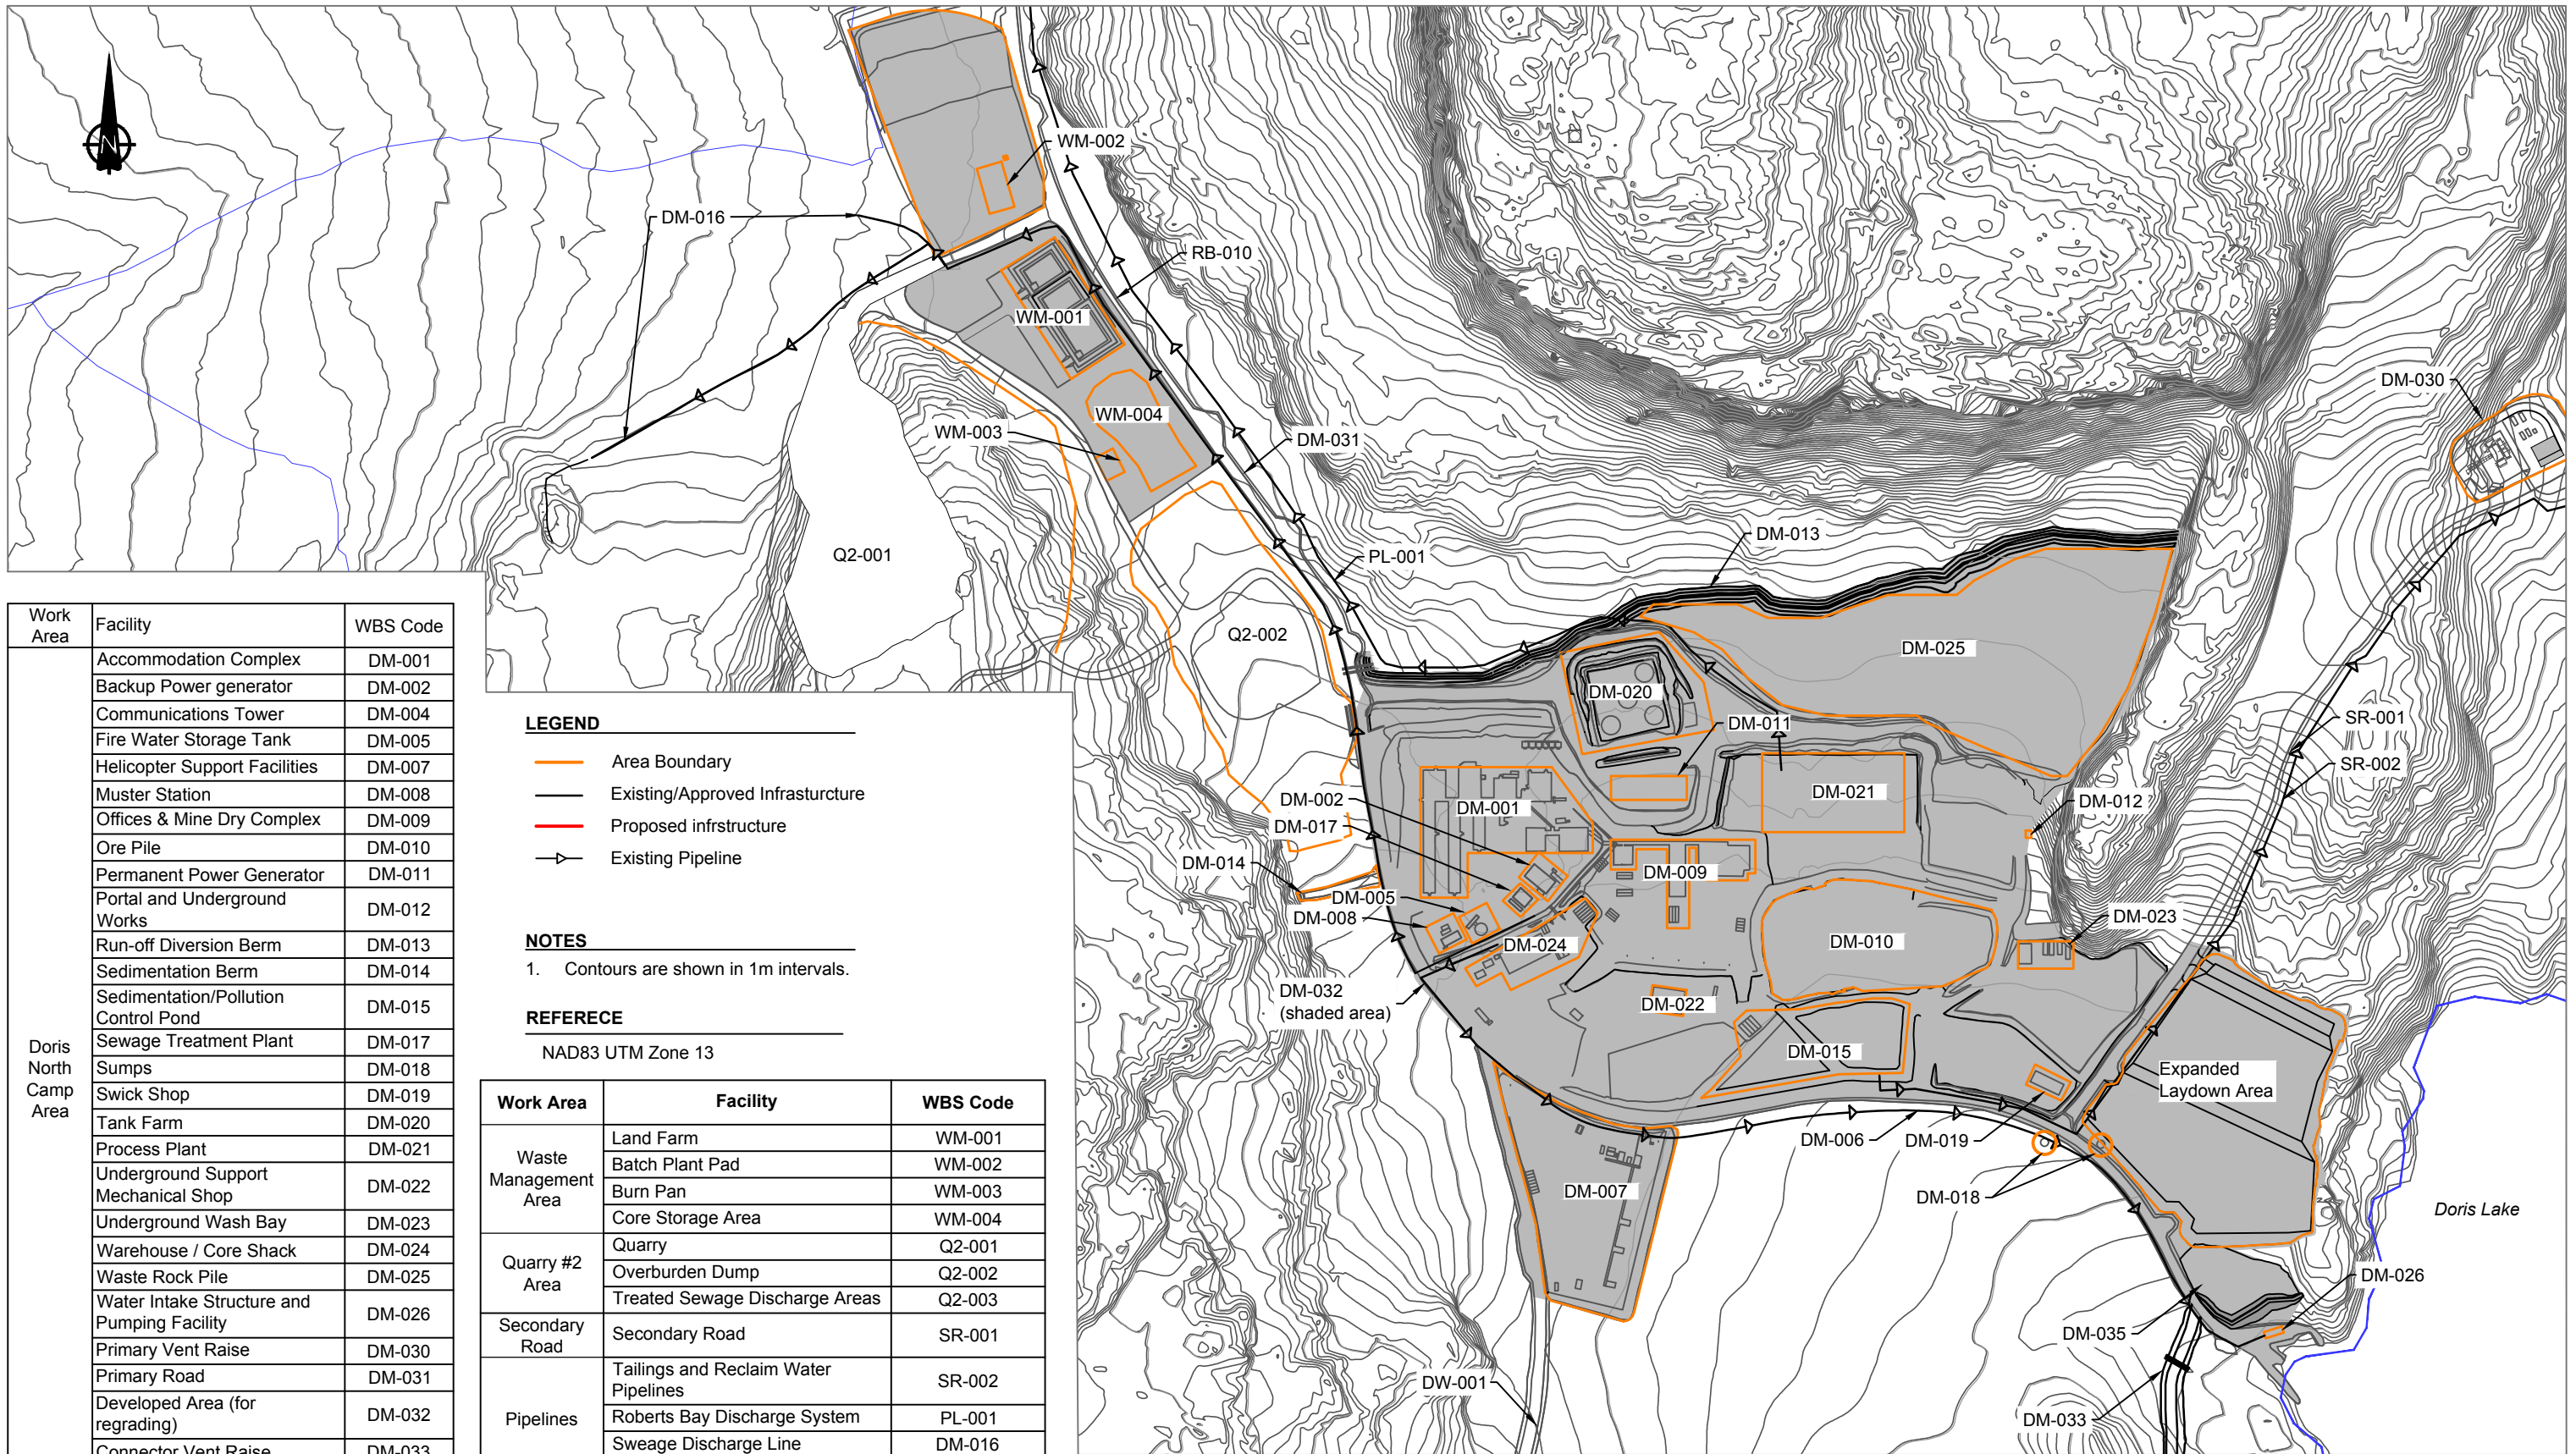 N
WM-002
DM-016
RB-010
WM-001
WM-004
WM-003
DM-031
DM-030
DM-013
PL-001
Q2-001
Q2-002
DM-025
DM-020
DM-011
SR-001
SR-002
DM-002
DM-001
DM-021
DM-012
DM-017
DM-014
DM-009
DM-005
DM-008
DM-024
DM-010
DM-023
DM-032
(shaded area)
DM-022
DM-015
Expanded
Laydown Area
DM-006
DM-019
DM-007
DM-018
Doris Lake
DM-026
DM-035
DW-001
DM-033
Work Area Facility WBS Code
Doris North Camp Area
Accommodation Complex DM-001
Backup Power generator DM-002
Communications Tower DM-004
Fire Water Storage Tank DM-005
Helicopter Support Facilities DM-007
Muster Station DM-008
Offices & Mine Dry Complex DM-009
Ore Pile DM-010
Permanent Power Generator DM-011
Portal and Underground Works DM-012
Run-off Diversion Berm DM-013
Sedimentation Berm DM-014
Sedimentation/Pollution Control Pond DM-015
Sewage Treatment Plant DM-017
Sumps DM-018
Swick Shop DM-019
Tank Farm DM-020
Process Plant DM-021
Underground Support Mechanical Shop DM-022
Underground Wash Bay DM-023
Warehouse / Core Shack DM-024
Waste Rock Pile DM-025
Water Intake Structure and Pumping Facility DM-026
Primary Vent Raise DM-030
Primary Road DM-031
Developed Area (for regrading) DM-032
Connector Vent Raise DM-033
LEGEND
Area Boundary
Existing/Approved Infrasturcture
Proposed infrstructure
Existing Pipeline
NOTES
1. Contours are shown in 1m intervals.
REFERECE
NAD83 UTM Zone 13
Work Area Facility WBS Code
Waste Management Area
Land Farm WM-001
Batch Plant Pad WM-002
Burn Pan WM-003
Core Storage Area WM-004
Quarry #2 Area
Quarry Q2-001
Overburden Dump Q2-002
Treated Sewage Discharge Areas Q2-003
Secondary Road
Secondary Road SR-001
Pipelines
Tailings and Reclaim Water Pipelines SR-002
Roberts Bay Discharge System PL-001
Sweage Discharge Line DM-016